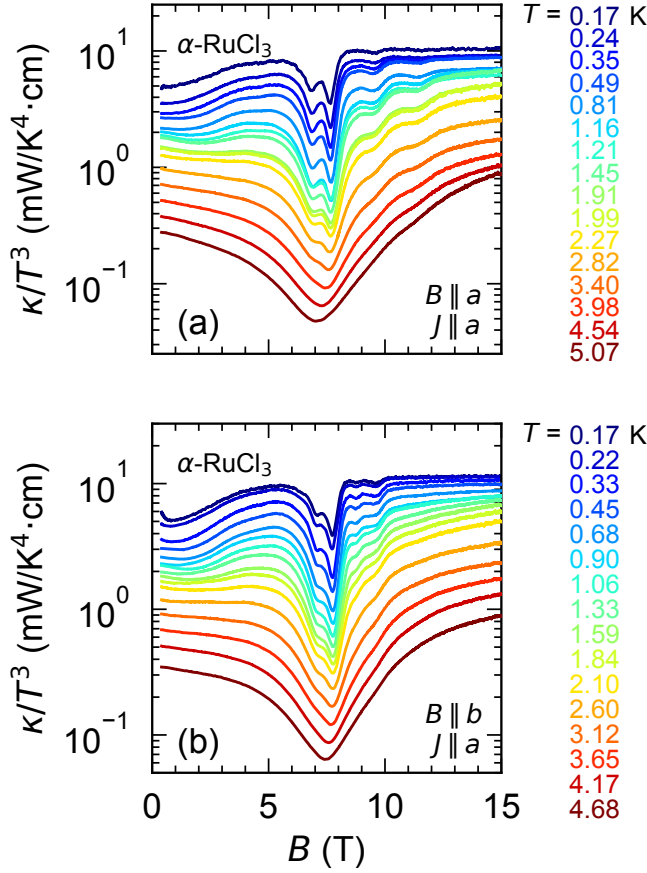 T = 0.17 K
0.24
0.35
0.49
0.81
1.16
1.21
1.45
1.91
1.99
2.27
2.82
3.40
3.98
4.54
5.07
10¹
10⁰
10⁻¹
κ/T³ (mW/K⁴·cm)
α-RuCl₃
(a)
B ∥ a
J ∥ a
T = 0.17 K
0.22
0.33
0.45
0.68
0.90
1.06
1.33
1.59
1.84
2.10
2.60
3.12
3.65
4.17
4.68
10¹
10⁰
10⁻¹
κ/T³ (mW/K⁴·cm)
α-RuCl₃
(b)
B ∥ b
J ∥ a
0 5 10 15
B (T)